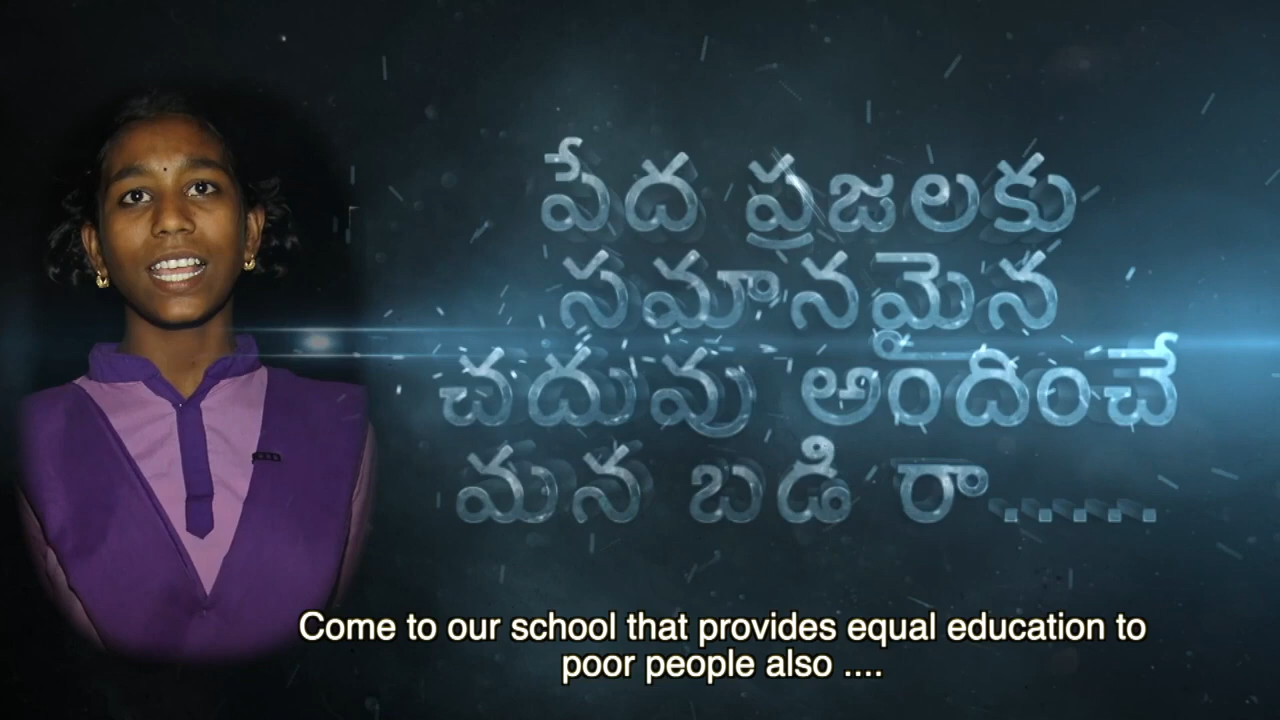 పేద ప్రజలకు
సమానమైన
చదువు అందించే
మన బడి రా.....
Come to our school that provides equal education to
poor people also ....